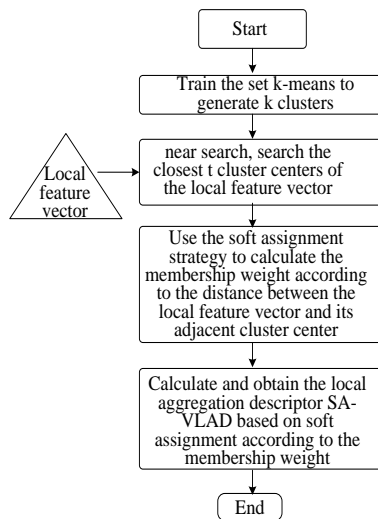 Start
Train the set k-means to
generate k clusters
Local
feature
vector
near search, search the
closest t cluster centers of
the local feature vector
Use the soft assignment
strategy to calculate the
membership weight according
to the distance between the
local feature vector and its
adjacent cluster center
Calculate and obtain the local
aggregation descriptor SA-
VLAD based on soft
assignment according to the
membership weight
End